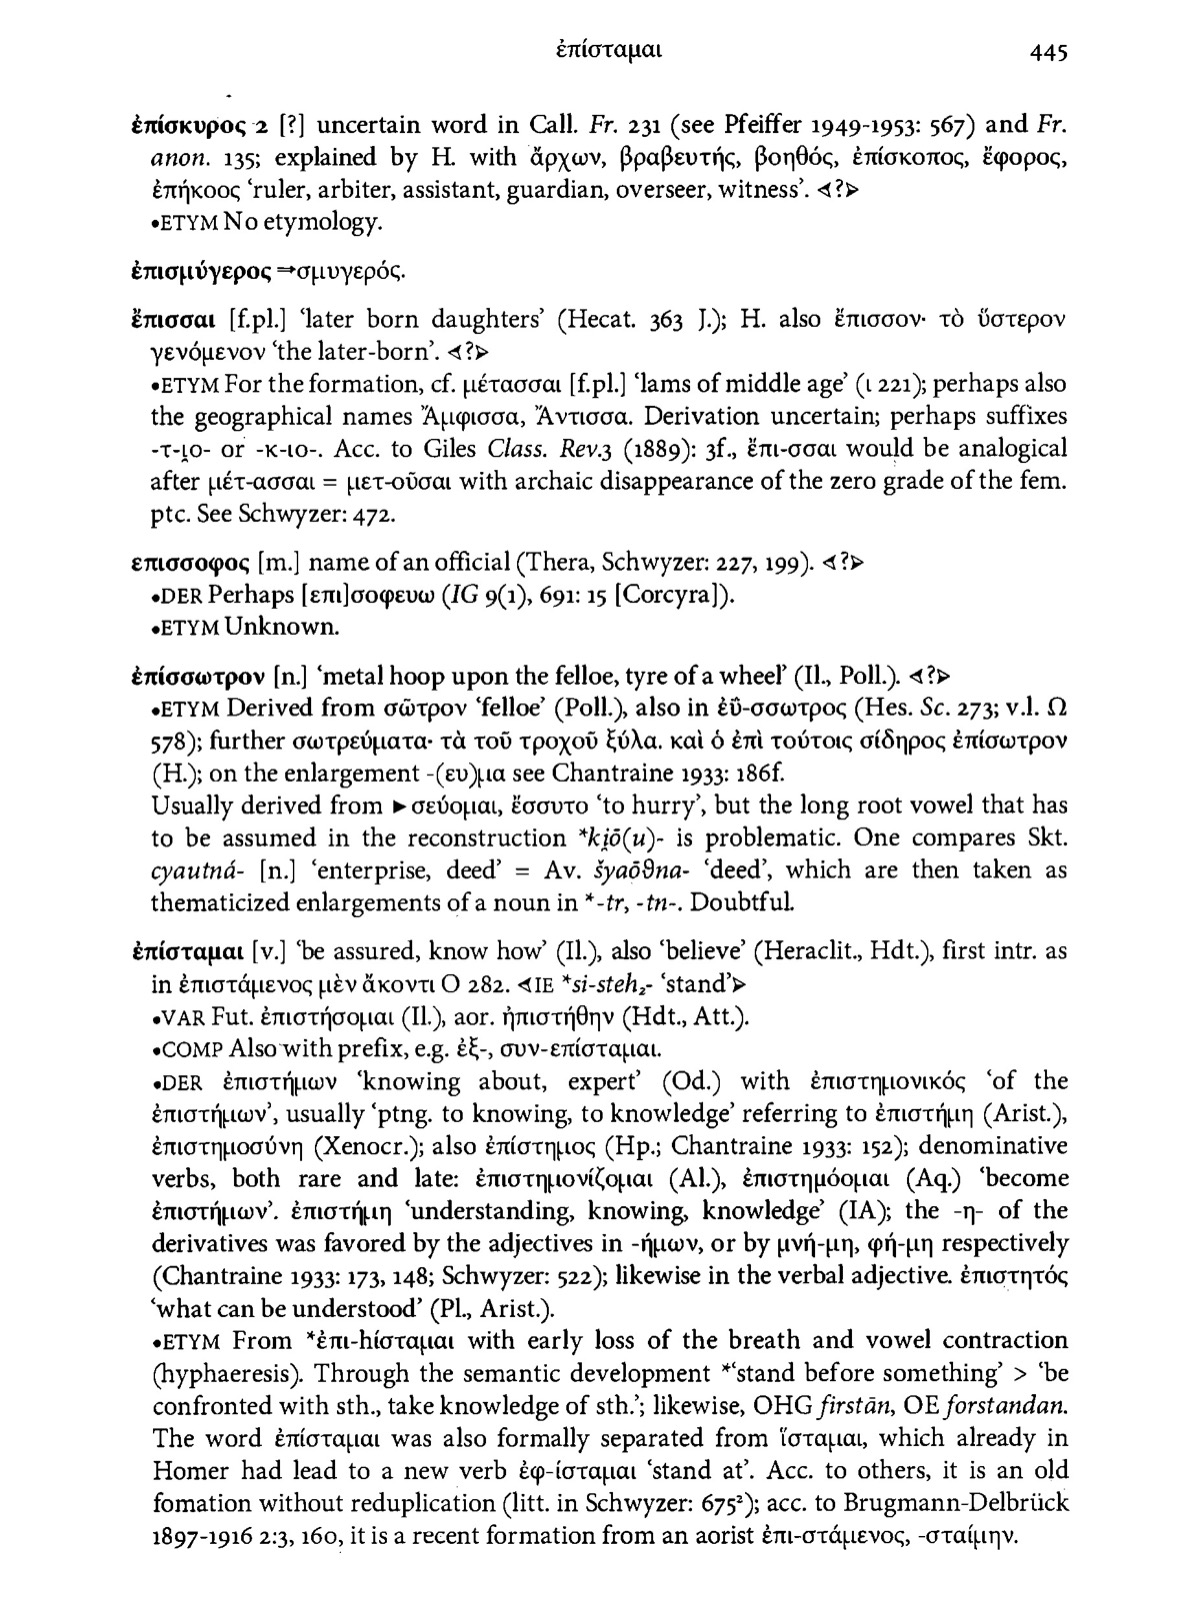 ἐπίσταμαι 445
ἐπίσκυρος 2 [?] uncertain word in Call. Fr. 231 (see Pfeiffer 1949-1953: 567) and Fr.
anon. 135; explained by H. with ἄρχων, βραβευτής, βοηθός, ἐπίσκοπος, ἔφορος,
ἐπήκοος ‘ruler, arbiter, assistant, guardian, overseer, witness’. ⊲?⊳
•ETYM No etymology.
ἐπισμύγερος ⇒σμυγερός.
ἔπισσαι [f.pl.] ‘later born daughters’ (Hecat. 363 J.); H. also ἔπισσον· τὸ ὕστερον
γενόμενον ‘the later-born’. ⊲?⊳
•ETYM For the formation, cf. μέτασσαι [f.pl.] ‘lams of middle age’ (ι 221); perhaps also
the geographical names Ἄμφισσα, Ἄντισσα. Derivation uncertain; perhaps suffixes
-τ-ι̯ο- or -κ-ιο-. Acc. to Giles Class. Rev.3 (1889): 3f., ἔπι-σσαι would be analogical
after μέτ-ασσαι = μετ-οῦσαι with archaic disappearance of the zero grade of the fem.
ptc. See Schwyzer: 472.
επισσοφος [m.] name of an official (Thera, Schwyzer: 227, 199). ⊲?⊳
•DER Perhaps [επι]σοφευω (IG 9(1), 691: 15 [Corcyra]).
•ETYM Unknown.
ἐπίσσωτρον [n.] ‘metal hoop upon the felloe, tyre of a wheel’ (Il., Poll.). ⊲?⊳
•ETYM Derived from σῶτρον ‘felloe’ (Poll.), also in ἐΰ-σσωτρος (Hes. Sc. 273; v.l. Ω
578); further σωτρεύματα· τὰ τοῦ τροχοῦ ξύλα. καὶ ὁ ἐπὶ τούτοις σίδηρος ἐπίσωτρον
(H.); on the enlargement -(ευ)μα see Chantraine 1933: 186f.
Usually derived from ►σεύομαι, ἔσσυτο ‘to hurry’, but the long root vowel that has
to be assumed in the reconstruction *ki̯ō(u)- is problematic. One compares Skt.
cyautná- [n.] ‘enterprise, deed’ = Av. šyaōϑna- ‘deed’, which are then taken as
thematicized enlargements of a noun in *-tr, -tn-. Doubtful.
ἐπίσταμαι [v.] ‘be assured, know how’ (Il.), also ‘believe’ (Heraclit., Hdt.), first intr. as
in ἐπιστάμενος μὲν ἄκοντι Ο 282. ⊲IE *si-steh₂- ‘stand’⊳
•VAR Fut. ἐπιστήσομαι (Il.), aor. ἠπιστήθην (Hdt., Att.).
•COMP Also with prefix, e.g. ἐξ-, συν-επίσταμαι.
•DER ἐπιστήμων ‘knowing about, expert’ (Od.) with ἐπιστημονικός ‘of the
ἐπιστήμων’, usually ‘ptng. to knowing, to knowledge’ referring to ἐπιστήμη (Arist.),
ἐπιστημοσύνη (Xenocr.); also ἐπίστημος (Hp.; Chantraine 1933: 152); denominative
verbs, both rare and late: ἐπιστημονίζομαι (Al.), ἐπιστημόομαι (Aq.) ‘become
ἐπιστήμων’. ἐπιστήμη ‘understanding, knowing, knowledge’ (IA); the -η- of the
derivatives was favored by the adjectives in -ήμων, or by μνή-μη, φή-μη respectively
(Chantraine 1933: 173, 148; Schwyzer: 522); likewise in the verbal adjective. ἐπιστητός
‘what can be understood’ (Pl., Arist.).
•ETYM From *ἐπι-hίσταμαι with early loss of the breath and vowel contraction
(hyphaeresis). Through the semantic development *‘stand before something’ > ‘be
confronted with sth., take knowledge of sth.’; likewise, OHG firstān, OE forstandan.
The word ἐπίσταμαι was also formally separated from ἵσταμαι, which already in
Homer had lead to a new verb ἐφ-ίσταμαι ‘stand at’. Acc. to others, it is an old
fomation without reduplication (litt. in Schwyzer: 675²); acc. to Brugmann-Delbrück
1897-1916 2:3, 160, it is a recent formation from an aorist ἐπι-στάμενος, -σταίμην.